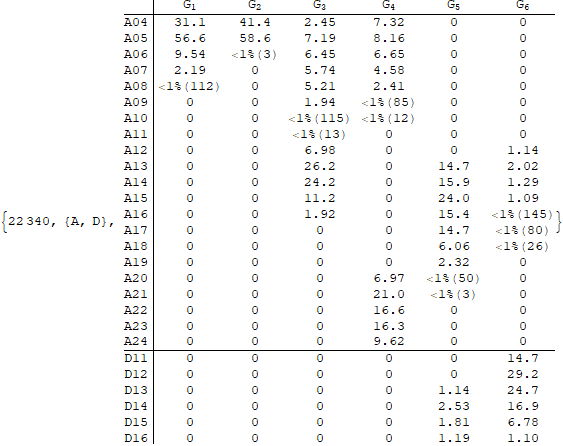 G1 G2 G3 G4 G5 G6
A04 31.1 41.4 2.45 7.32 0 0
A05 56.6 58.6 7.19 8.16 0 0
A06 9.54 <1%(3) 6.45 6.65 0 0
A07 2.19 0 5.74 4.58 0 0
A08 <1%(112) 0 5.21 2.41 0 0
A09 0 0 1.94 <1%(85) 0 0
A10 0 0 <1%(115) <1%(12) 0 0
A11 0 0 <1%(13) 0 0 0
A12 0 0 6.98 0 0 1.14
A13 0 0 26.2 0 14.7 2.02
A14 0 0 24.2 0 15.9 1.29
A15 0 0 11.2 0 24.0 1.09
A16 0 0 1.92 0 15.4 <1%(145)
{22 340, {A, D}, A17 0 0 0 0 14.7 <1%(80) }
A18 0 0 0 0 6.06 <1%(26)
A19 0 0 0 0 2.32 0
A20 0 0 0 6.97 <1%(50) 0
A21 0 0 0 21.0 <1%(3) 0
A22 0 0 0 16.6 0 0
A23 0 0 0 16.3 0 0
A24 0 0 0 9.62 0 0
D11 0 0 0 0 0 14.7
D12 0 0 0 0 0 29.2
D13 0 0 0 0 1.14 24.7
D14 0 0 0 0 2.53 16.9
D15 0 0 0 0 1.81 6.78
D16 0 0 0 0 1.19 1.10